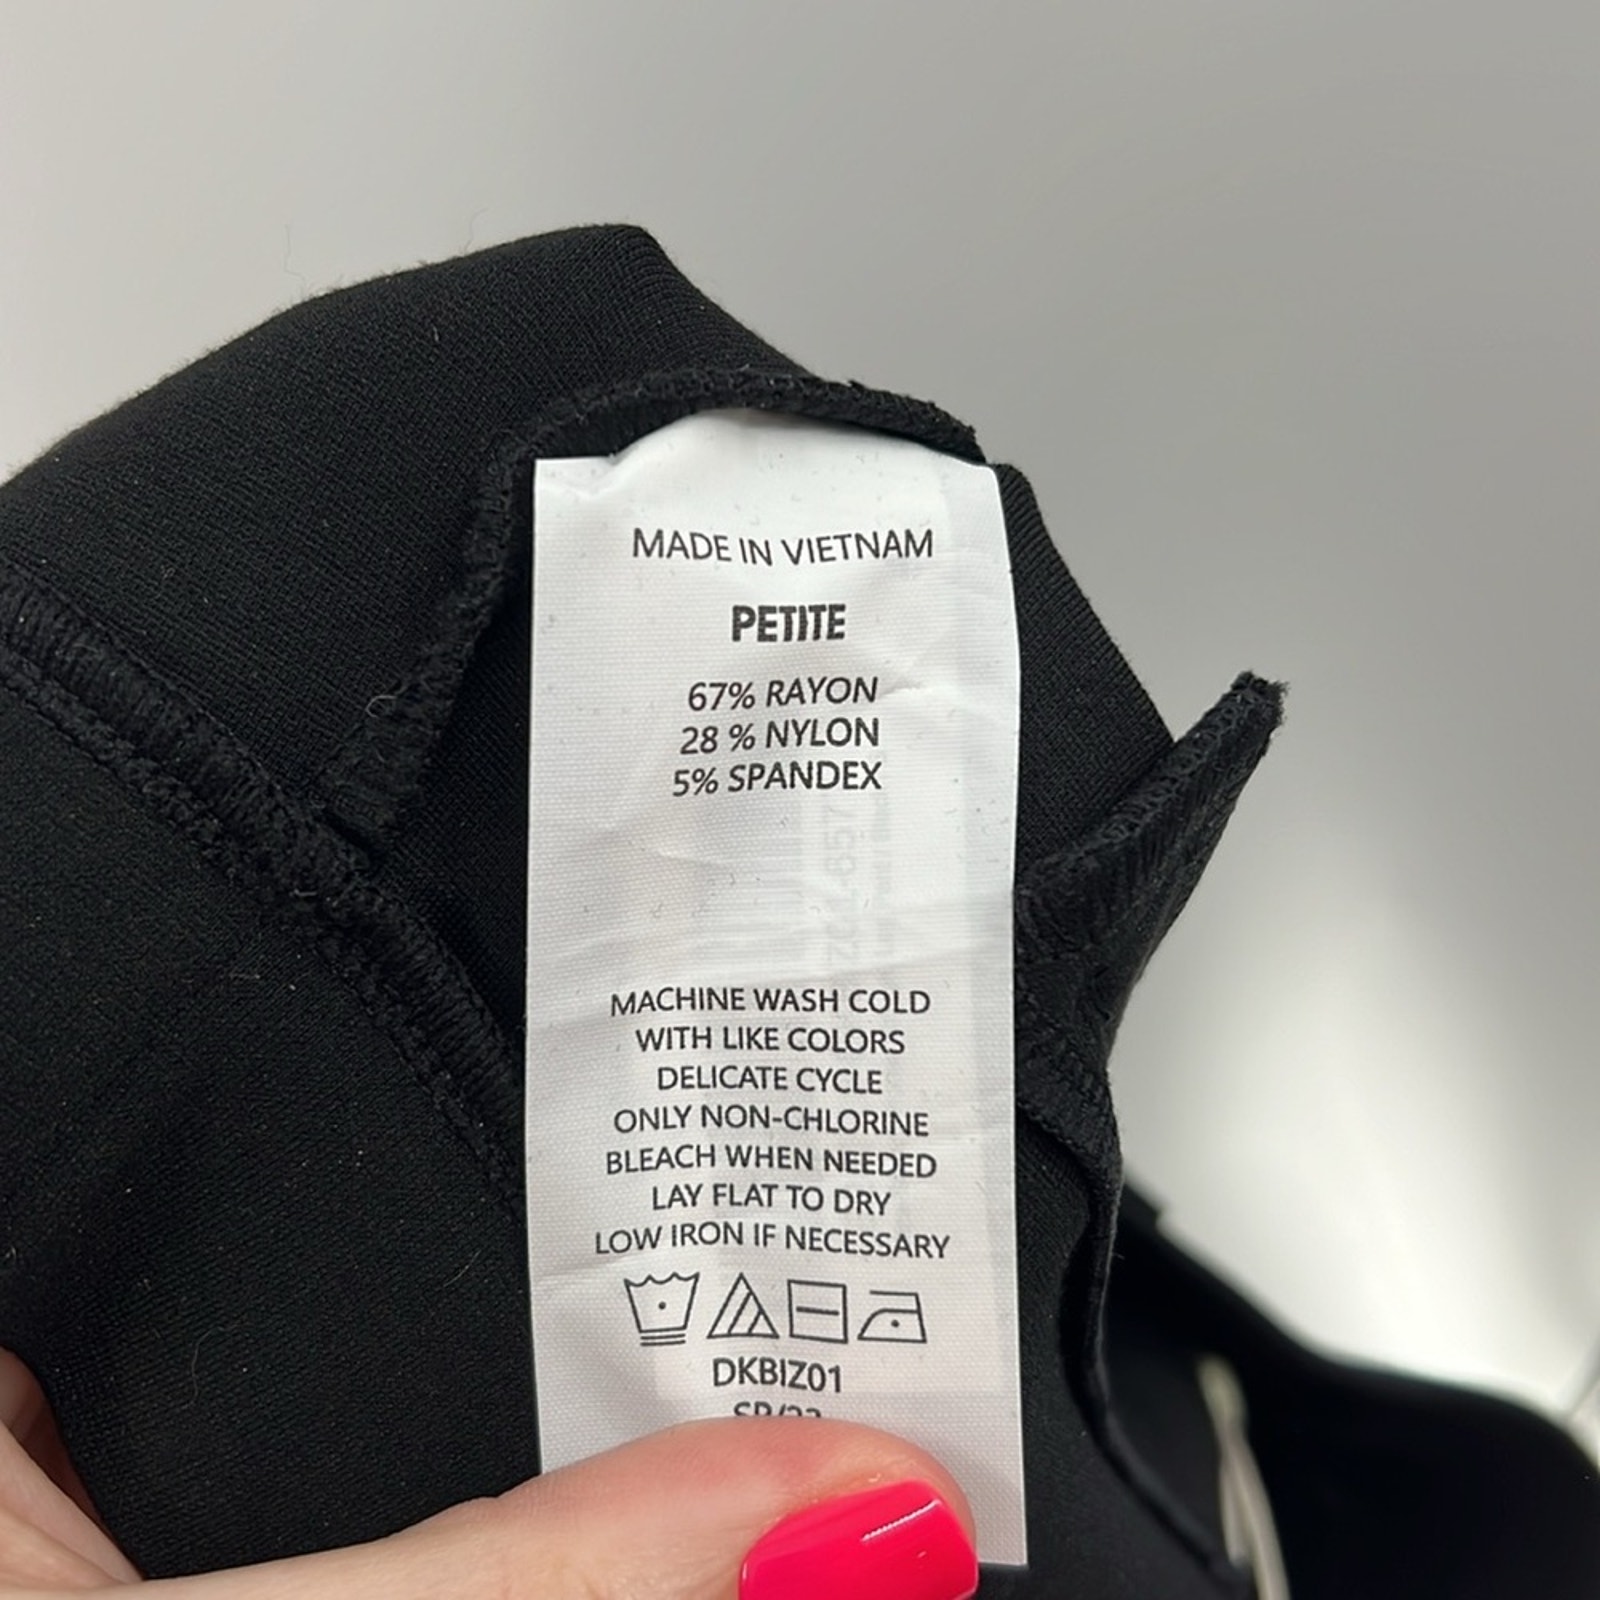 MADE IN VIETNAM
PETITE
67% RAYON
28 % NYLON
5% SPANDEX
MACHINE WASH COLD
WITH LIKE COLORS
DELICATE CYCLE
ONLY NON-CHLORINE
BLEACH WHEN NEEDED
LAY FLAT TO DRY
LOW IRON IF NECESSARY
DKBIZ01